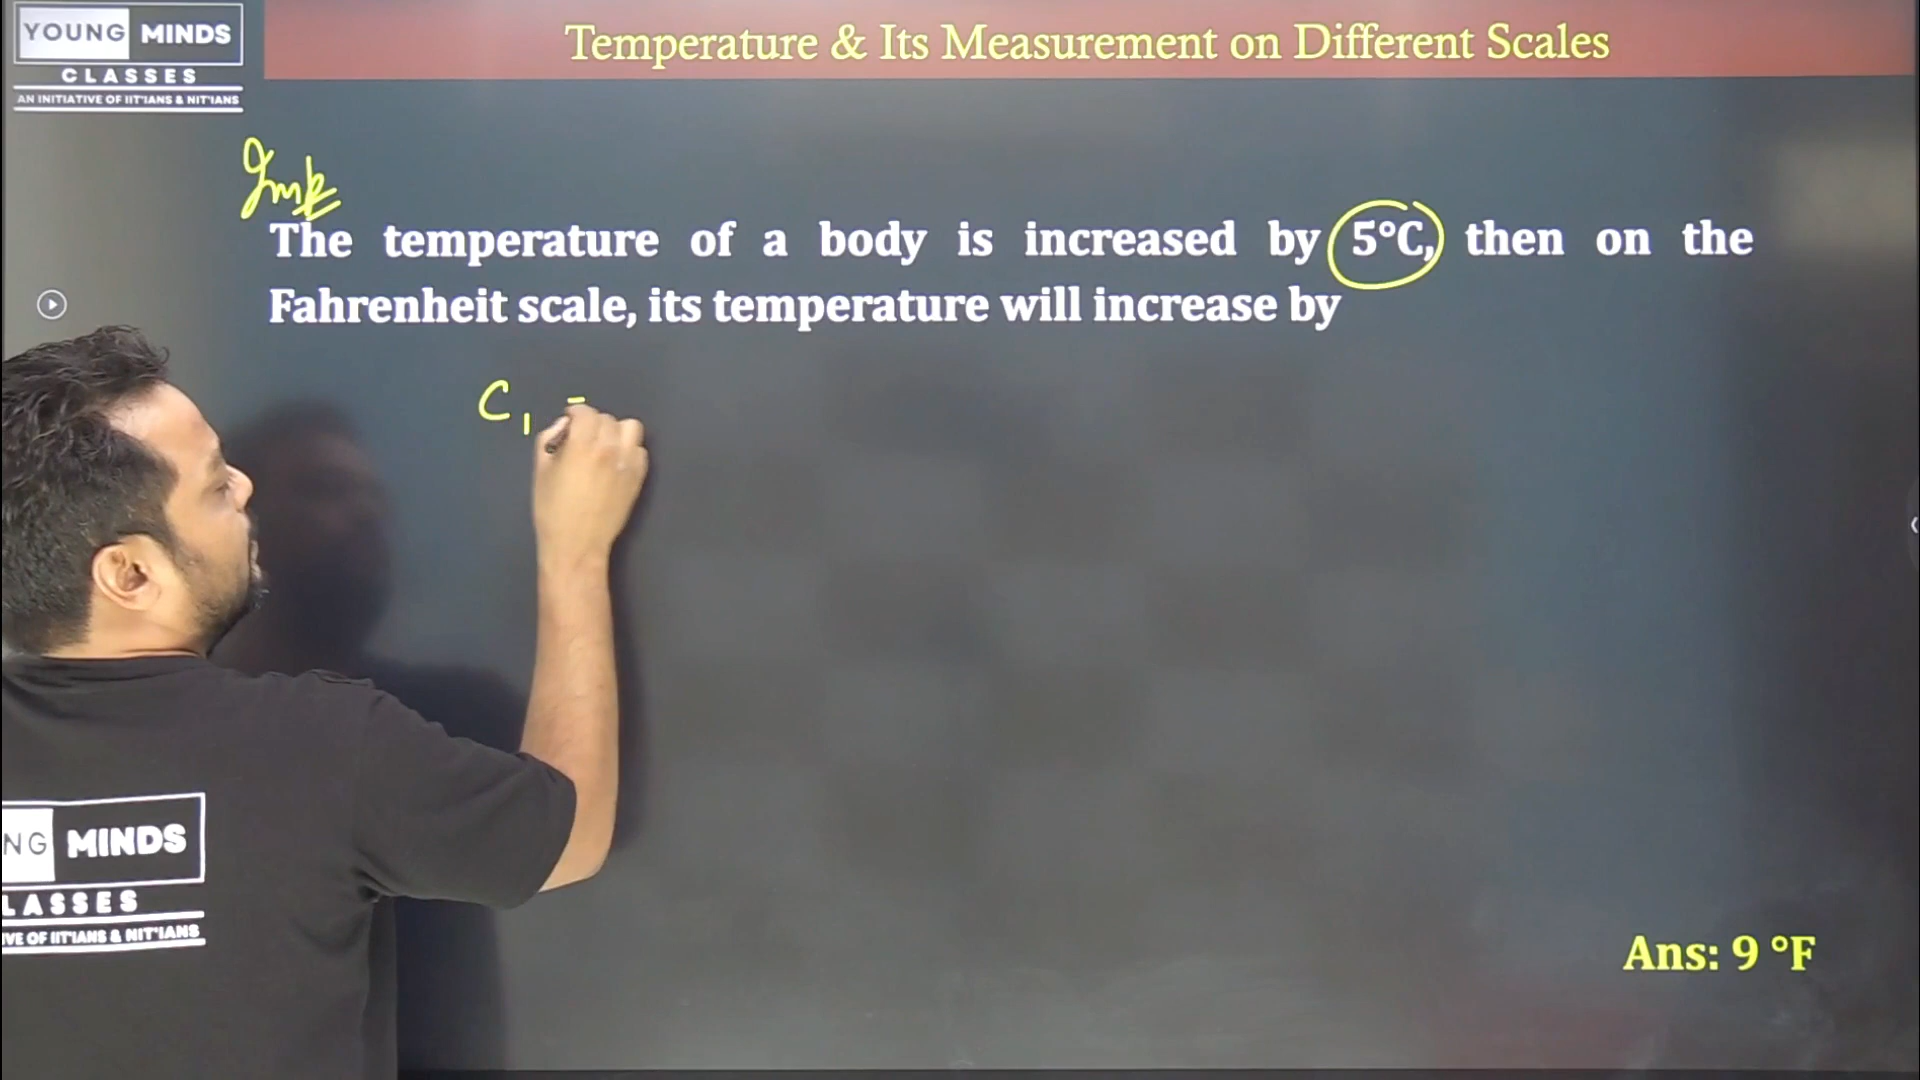 YOUNG MINDS
CLASSES
AN INITIATIVE OF IIT'IANS & NIT'IANS
Temperature & Its Measurement on Different Scales
Imp
The temperature of a body is increased by 5°C, then on the
Fahrenheit scale, its temperature will increase by
C₁ =
NG MINDS
LASSES
IVE OF IIT'IANS & NIT'IANS
Ans: 9 °F